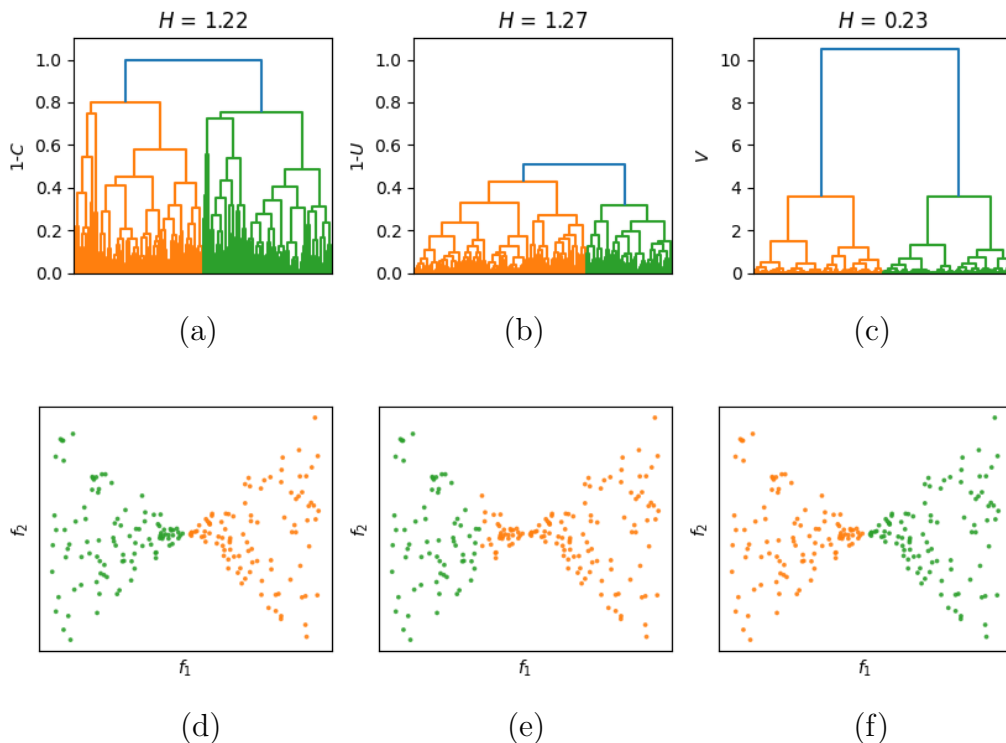 H = 1.22
1-C
1.0
0.8
0.6
0.4
0.2
0.0
(a)
H = 1.27
1-U
1.0
0.8
0.6
0.4
0.2
0.0
(b)
H = 0.23
V
10
8
6
4
2
0
(c)
f₂
f₁
(d)
f₂
f₁
(e)
f₂
f₁
(f)